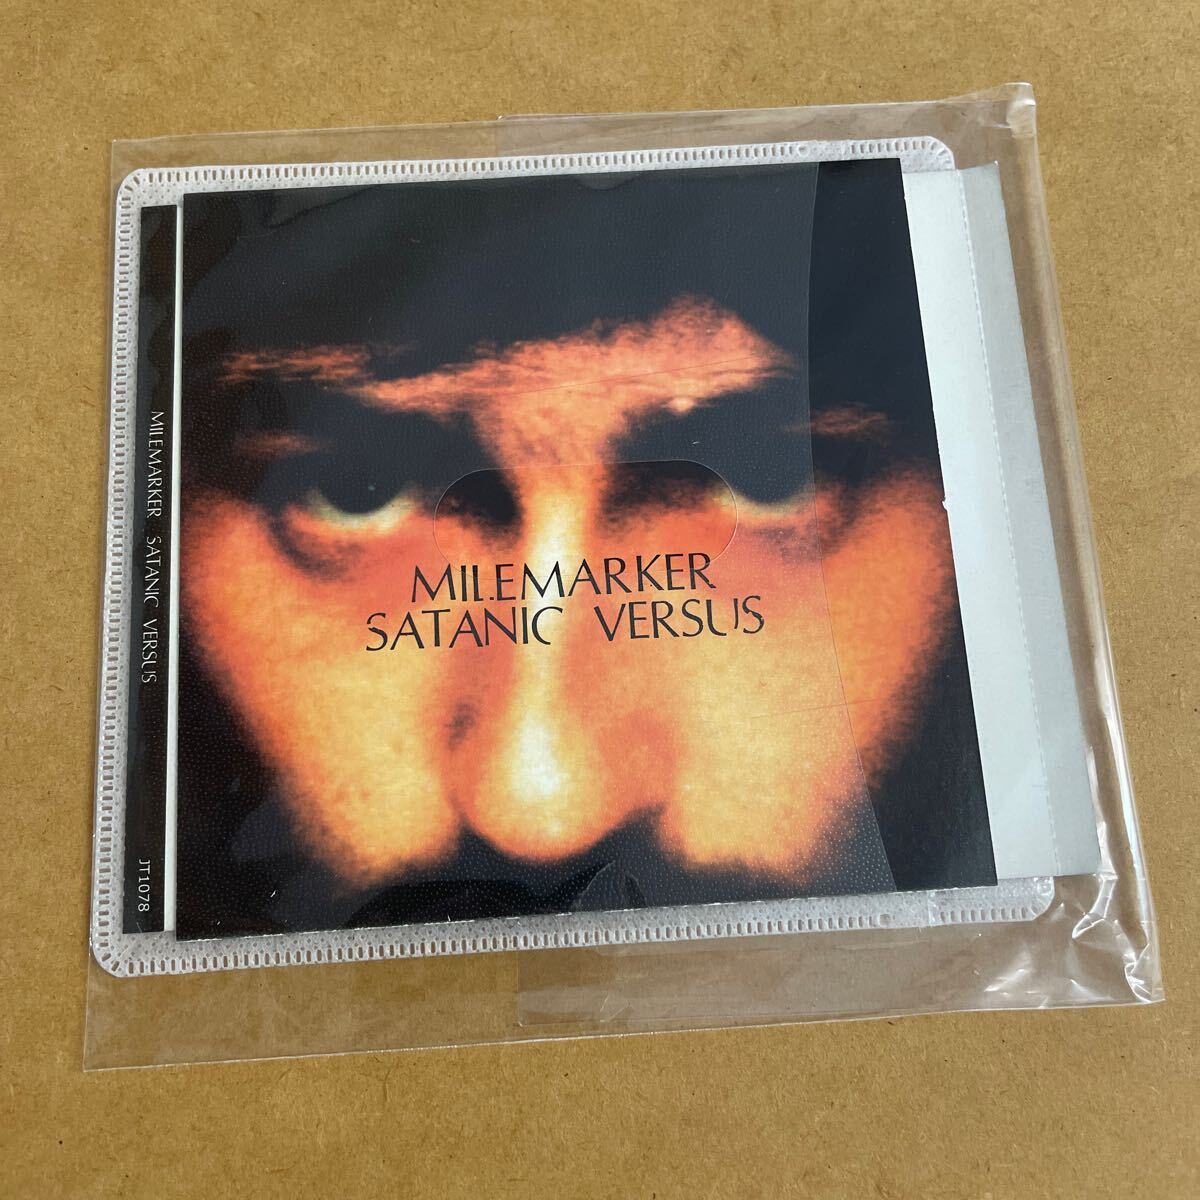 MILEMARKER
SATANIC VERSUS
MILEMARKER SATANIC VERSUS
JT1078